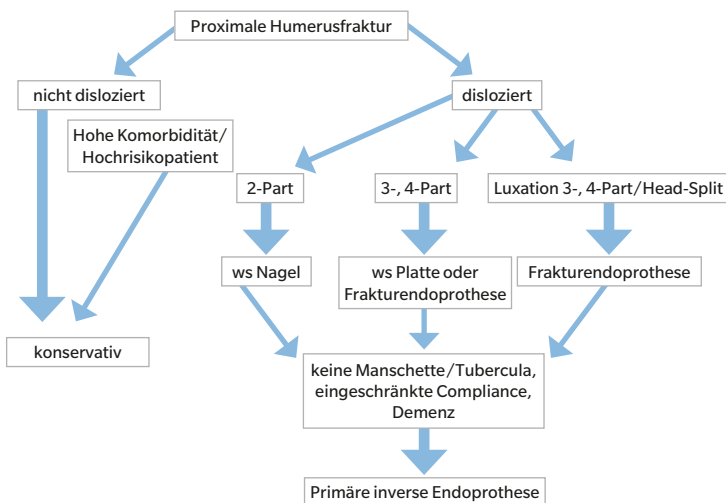 Proximale Humerusfraktur
nicht disloziert
disloziert
Hohe Komorbidität/
Hochrisikopatient
2-Part
3-, 4-Part
Luxation 3-, 4-Part/Head-Split
ws Nagel
ws Platte oder
Frakturendoprothese
Frakturendoprothese
konservativ
keine Manschette/Tubercula,
eingeschränkte Compliance,
Demenz
Primäre inverse Endoprothese